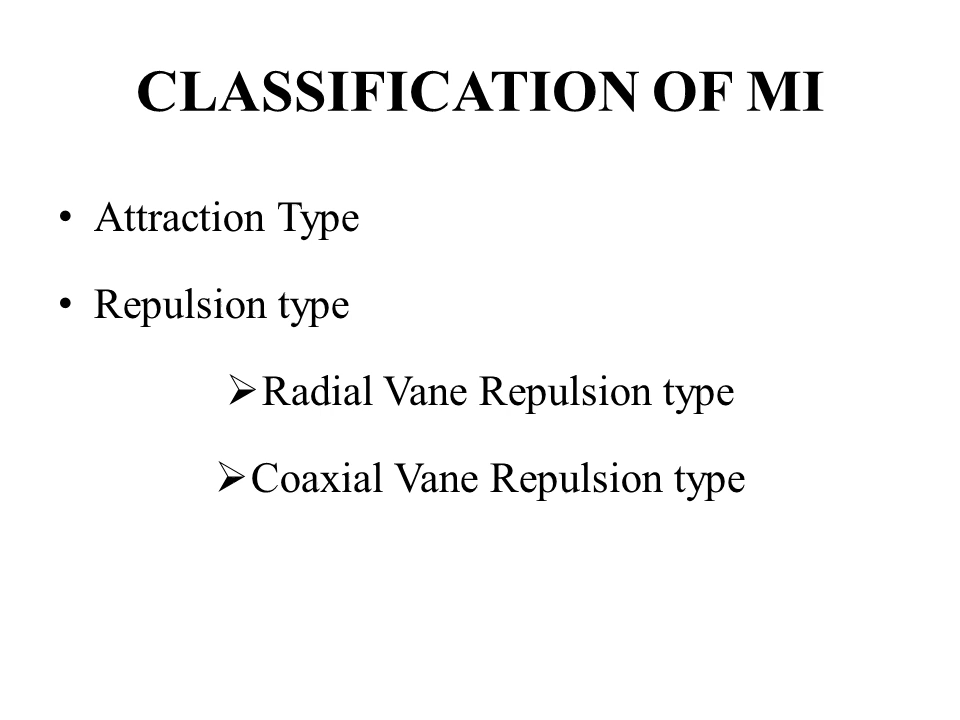 CLASSIFICATION OF MI
• Attraction Type
• Repulsion type
➢Radial Vane Repulsion type
➢Coaxial Vane Repulsion type